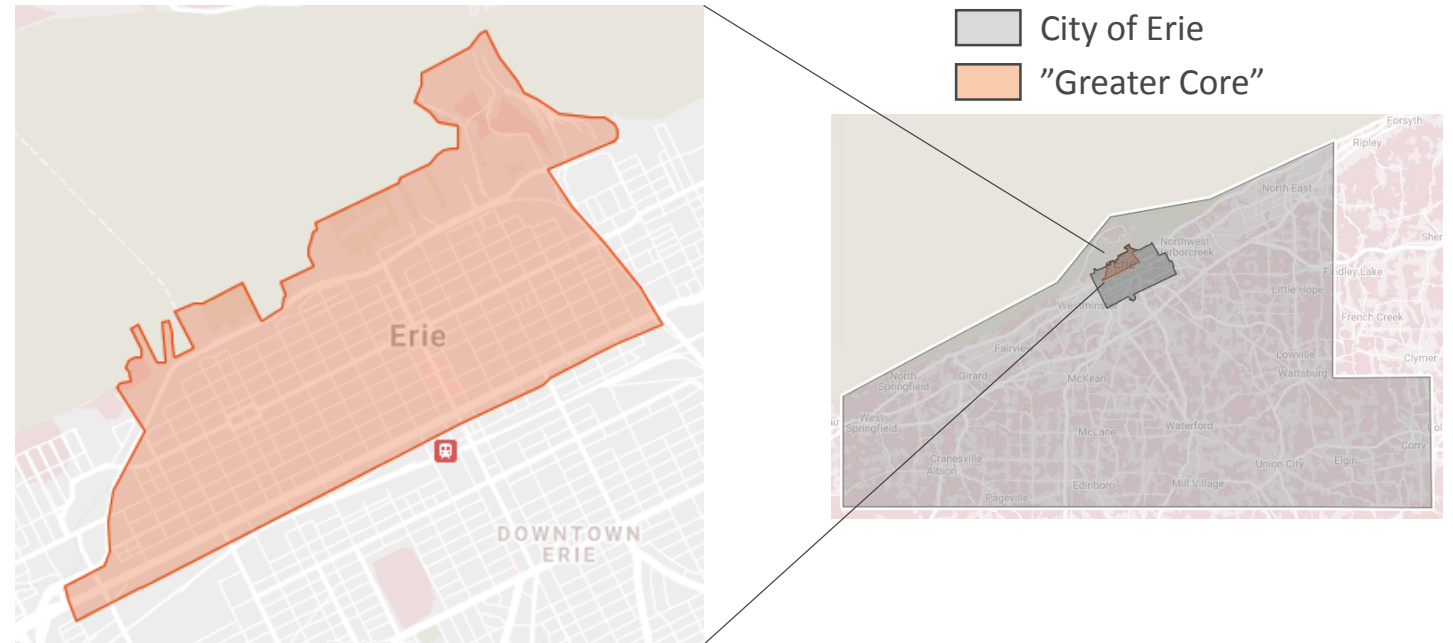 City of Erie
”Greater Core”
Erie
DOWNTOWN
ERIE
Forsyth
Ripley
North East
Northwest
Harborcreek
Erie
Findley Lake
Little Hope
Westminster
French Creek
Fairview
Lowville
Clymer
Wattsburg
North
Springfield
Girard
McKean
West
Springfield
McLane
Waterford
Corry
Cranesville
Albion
Union City
Elgin
Edinboro
Mill Village
Pageville